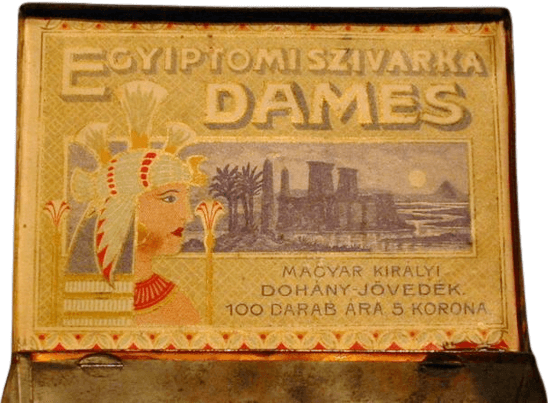 EGYIPTOMI SZIVARKA
DAMES
MAGYAR KIRALYI
DOHÁNY-JÖVEDÉK.
100 DARAB ÁRA 5 KORONA